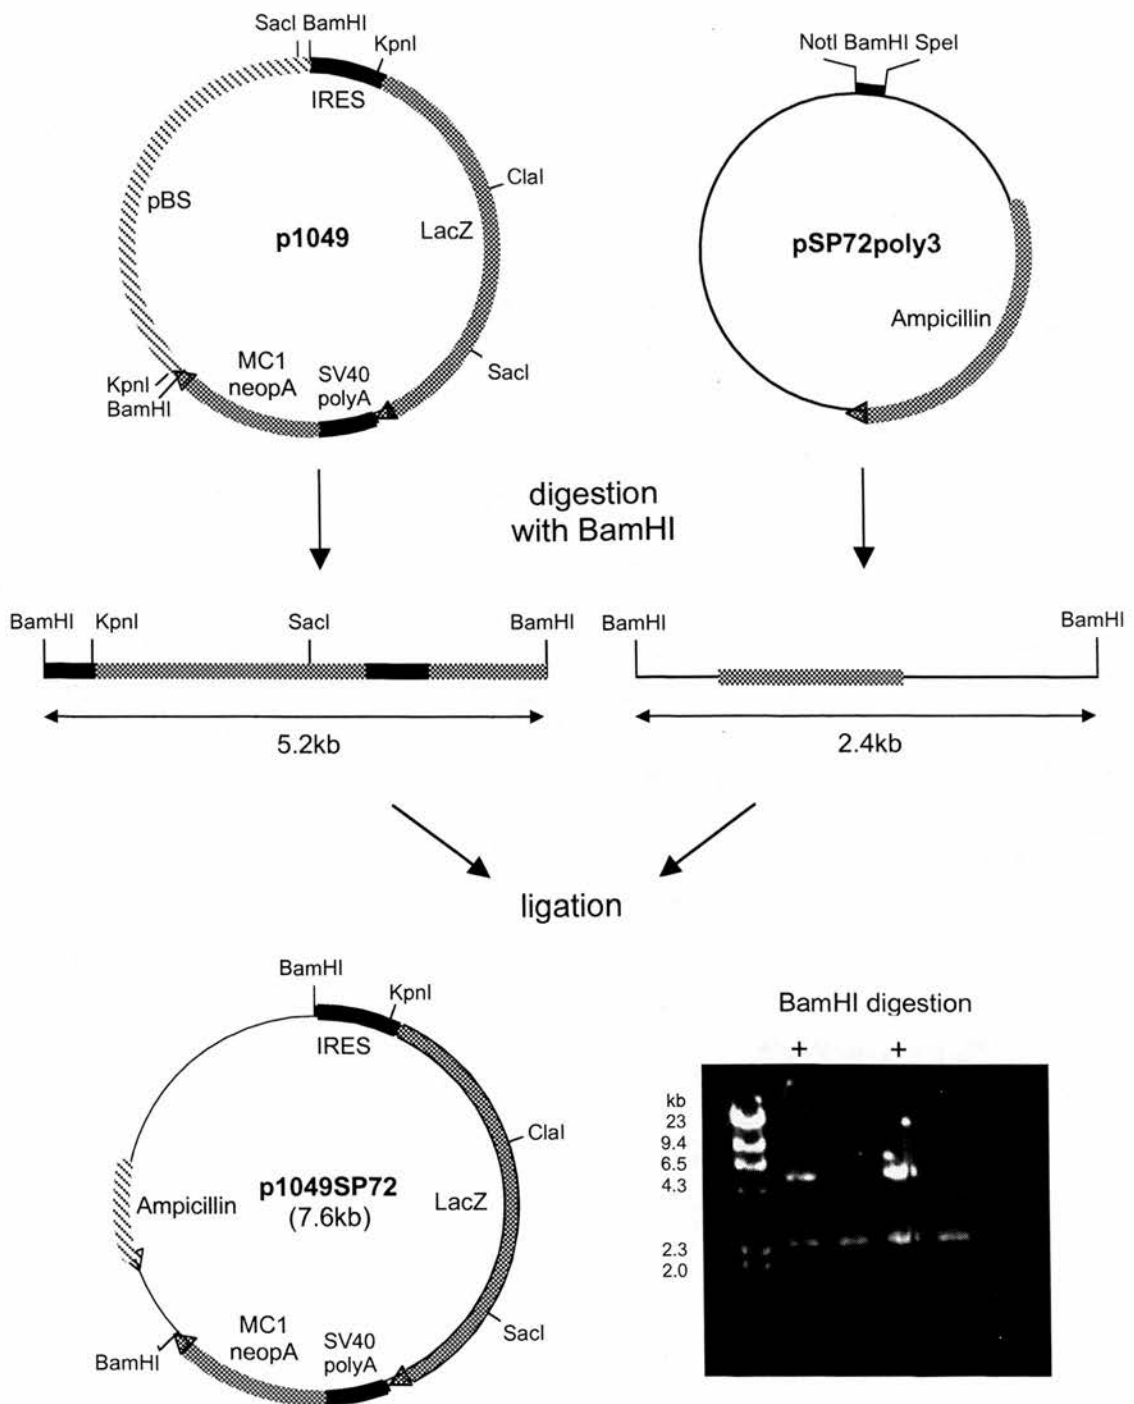 SacI BamHI
KpnI
IRES
ClaI
pBS
LacZ
p1049
SacI
MC1
neopA
SV40
polyA
KpnI
BamHI
NotI BamHI SpeI
pSP72poly3
Ampicillin
digestion
with BamHI
BamHI KpnI SacI BamHI
5.2kb
BamHI BamHI
2.4kb
ligation
BamHI
KpnI
IRES
ClaI
Ampicillin
p1049SP72
(7.6kb)
LacZ
SacI
MC1
neopA
SV40
polyA
BamHI
BamHI digestion
+ +
kb
23
9.4
6.5
4.3
2.3
2.0